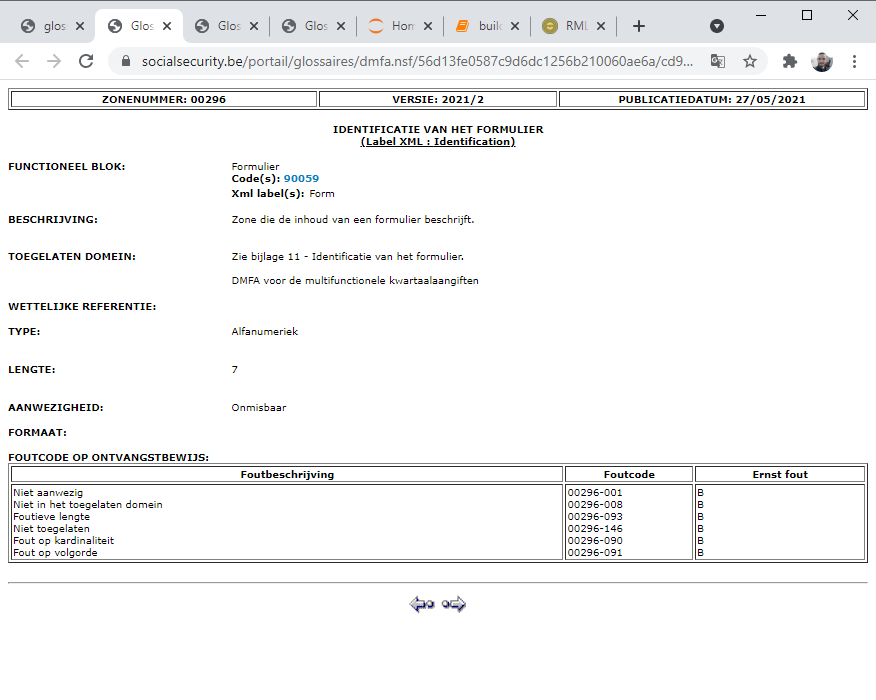 glos
Glos
Glos
Glos
Hon
buil
RML
socialsecurity.be/portail/glossaires/dmfa.nsf/56d13fe0587c9d6dc1256b210060ae6a/cd9...
ZONENUMMER: 00296 VERSIE: 2021/2 PUBLICATIEDATUM: 27/05/2021
IDENTIFICATIE VAN HET FORMULIER
(Label XML : Identification)
FUNCTIONEEL BLOK: Formulier
Code(s): 90059
Xml label(s): Form
BESCHRIJVING: Zone die de inhoud van een formulier beschrijft.
TOEGELATEN DOMEIN: Zie bijlage 11 - Identificatie van het formulier.
DMFA voor de multifunctionele kwartaalaangiften
WETTELIJKE REFERENTIE:
TYPE: Alfanumeriek
LENGTE: 7
AANWEZIGHEID: Onmisbaar
FORMAAT:
FOUTCODE OP ONTVANGSTBEWIJS:
Foutbeschrijving Foutcode Ernst fout
Niet aanwezig 00296-001 B
Niet in het toegelaten domein 00296-008 B
Foutieve lengte 00296-093 B
Niet toegelaten 00296-146 B
Fout op kardinaliteit 00296-090 B
Fout op volgorde 00296-091 B